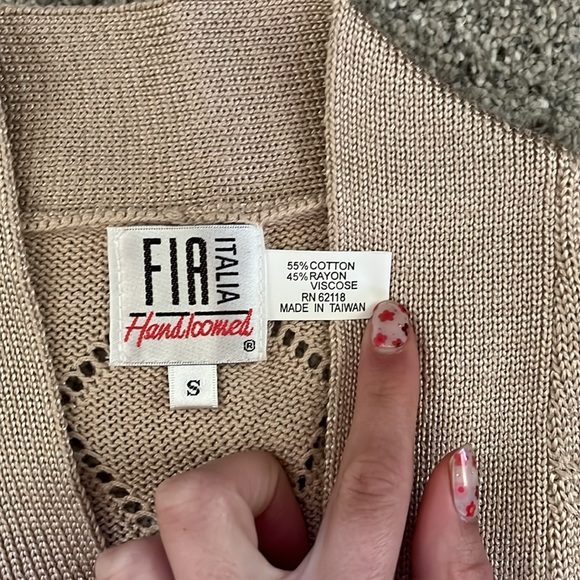 FIA ITALIA
Handloomed
®
S
55% COTTON
45% RAYON
VISCOSE
RN 62118
MADE IN TAIWAN